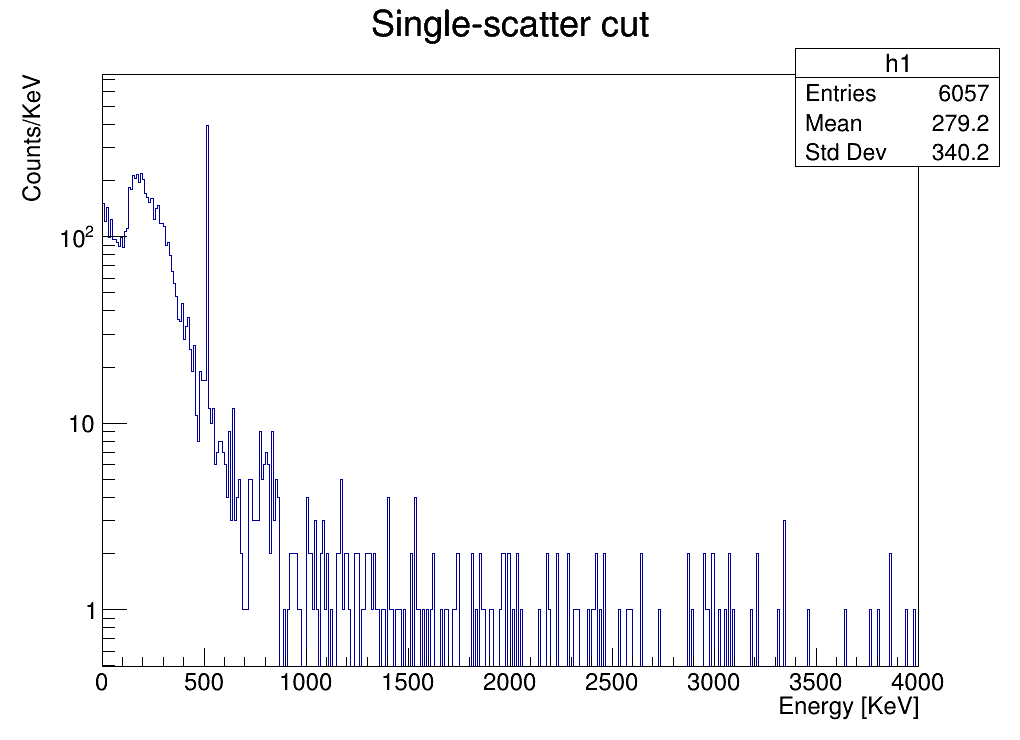 Single-scatter cut
h1
Entries 6057
Mean 279.2
Std Dev 340.2
Counts/KeV
10²
10
1
0 500 1000 1500 2000 2500 3000 3500 4000
Energy [KeV]